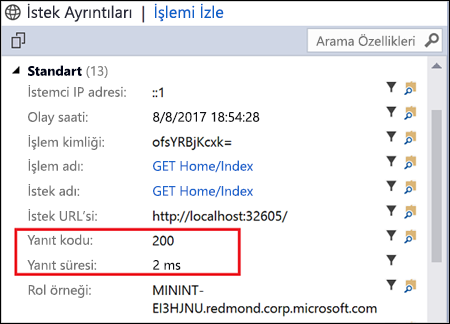 İstek Ayrıntıları | İşlemi İzle
Arama Özellikleri
Standart (13)
İstemci IP adresi: ::1
Olay saati: 8/8/2017 18:54:28
İşlem kimliği: ofsYRBjKcxk=
İşlem adı: GET Home/Index
İstek adı: GET Home/Index
İstek URL'si: http://localhost:32605/
Yanıt kodu: 200
Yanıt süresi: 2 ms
Rol örneği: MININT-
EI3HJNU.redmond.corp.microsoft.com